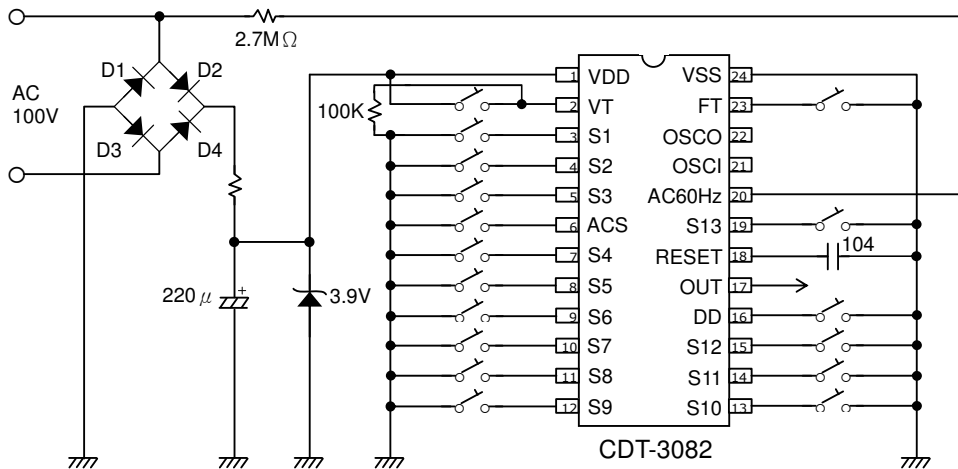 2.7MΩ
D1
D2
AC
100V
D3
D4
100K
220μ
+
3.9V
1
VDD
VSS
24
2
VT
FT
23
3
S1
OSCO
22
4
S2
OSCI
21
5
S3
AC60Hz
20
6
ACS
S13
19
7
S4
RESET
18
104
8
S5
OUT
17
9
S6
DD
16
10
S7
S12
15
11
S8
S11
14
12
S9
S10
13
CDT-3082